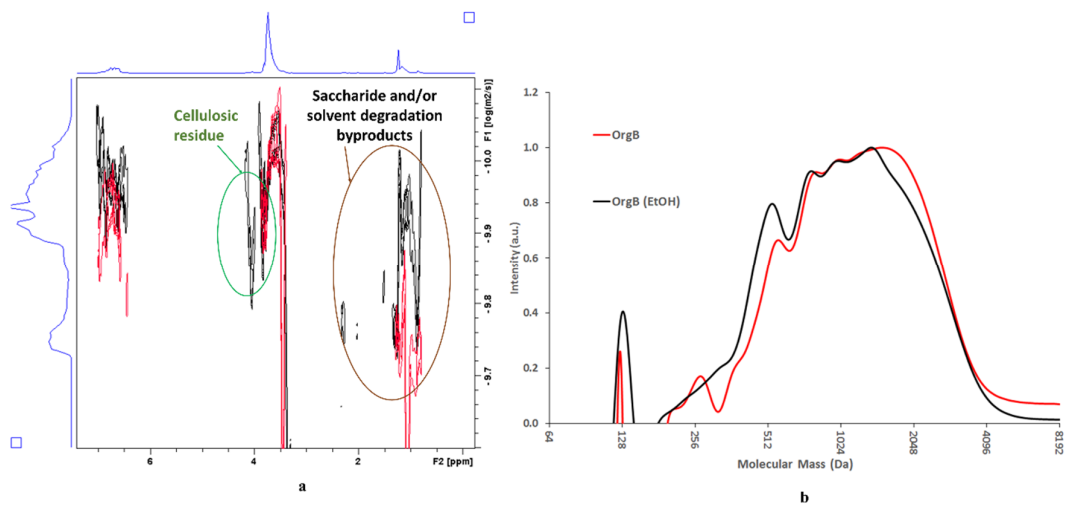 Cellulosic
residue
Saccharide and/or
solvent degradation
byproducts
F1 [log(m2/s)]
- 10.0
- 9.9
- 9.8
- 9.7
6
4
2
F2 [ppm]
a
1.2
1.0
0.8
0.6
0.4
0.2
0.0
Intensity (a.u.)
OrgB
OrgB (EtOH)
64
128
256
512
1024
2048
4096
8192
Molecular Mass (Da)
b